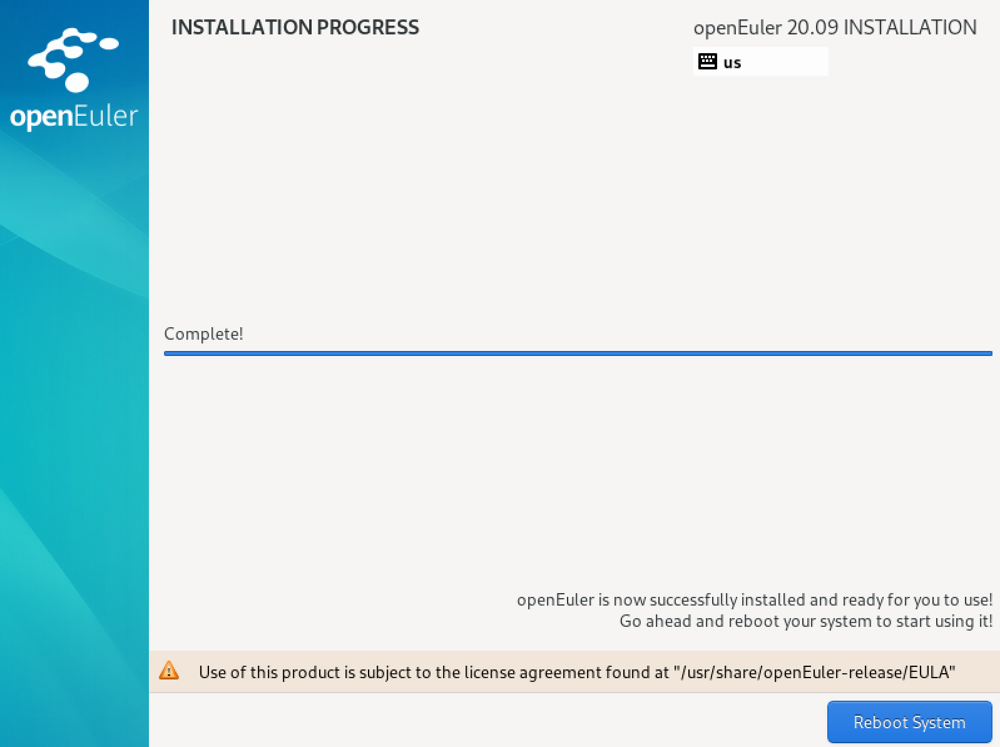 openEuler
INSTALLATION PROGRESS
openEuler 20.09 INSTALLATION
us
Complete!
openEuler is now successfully installed and ready for you to use!
Go ahead and reboot your system to start using it!
Use of this product is subject to the license agreement found at "/usr/share/openEuler-release/EULA"
Reboot System